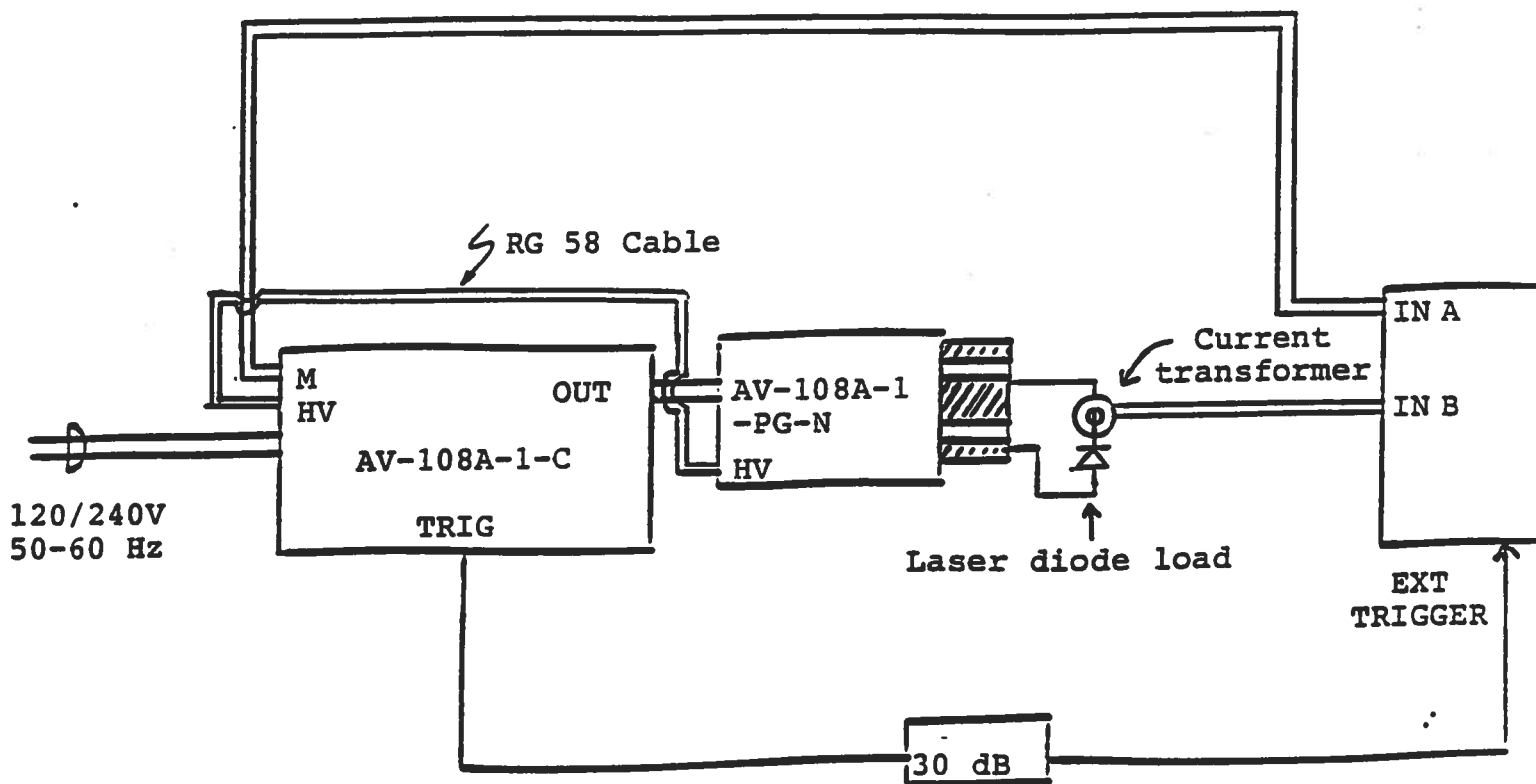 RG 58 Cable
IN A
Current
transformer
M
OUT
AV-108A-1
-PG-N
HV
IN B
AV-108A-1-C
HV
120/240V
50-60 Hz
TRIG
Laser diode load
EXT
TRIGGER
30 dB